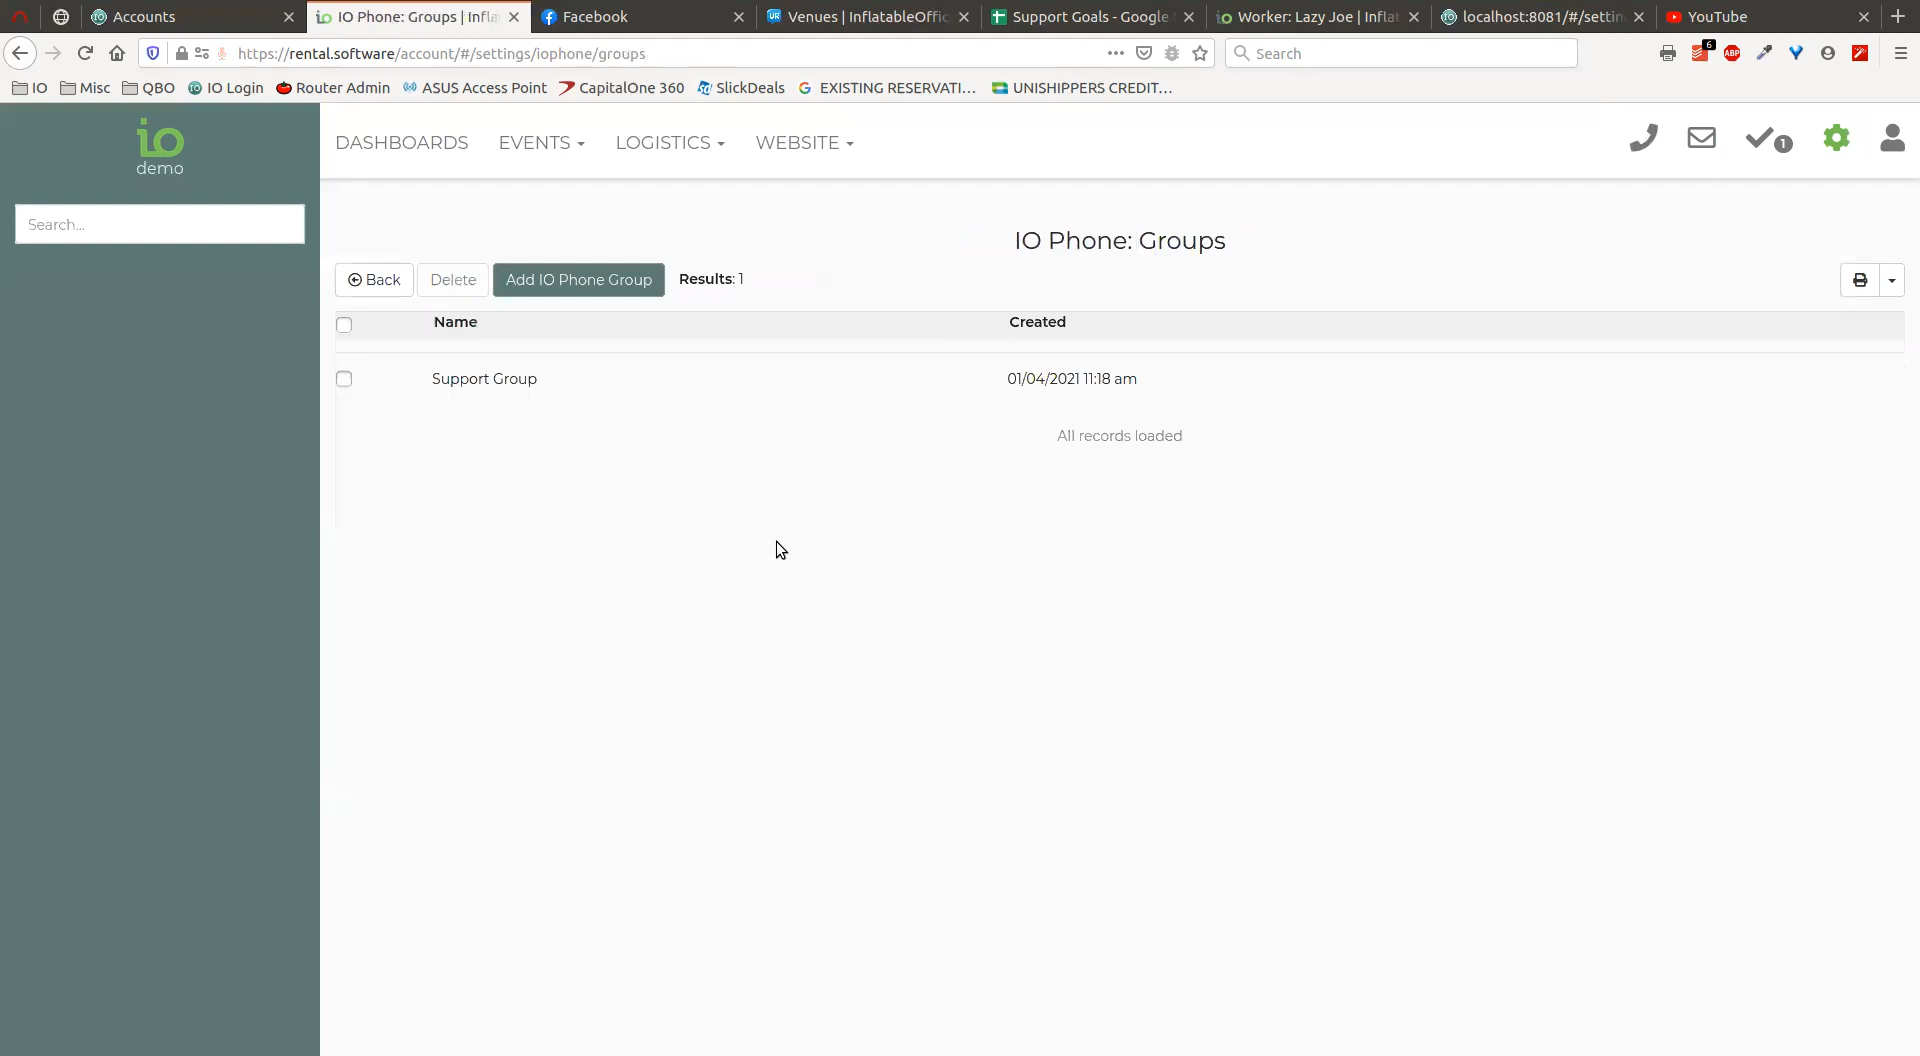 Accounts
IO Phone: Groups | Infla
Facebook
Venues | InflatableOffic
Support Goals - Google
Worker: Lazy Joe | Inflat
localhost:8081/#/settin
YouTube
https://rental.software/account/#/settings/iophone/groups
Search
6
ABP
IO
Misc
QBO
IO Login
Router Admin
ASUS Access Point
CapitalOne 360
SlickDeals
EXISTING RESERVATI...
UNISHIPPERS CREDIT...
io
demo
DASHBOARDS
EVENTS
LOGISTICS
WEBSITE
1
Search...
IO Phone: Groups
Back
Delete
Add IO Phone Group
Results: 1
Name
Created
Support Group
01/04/2021 11:18 am
All records loaded